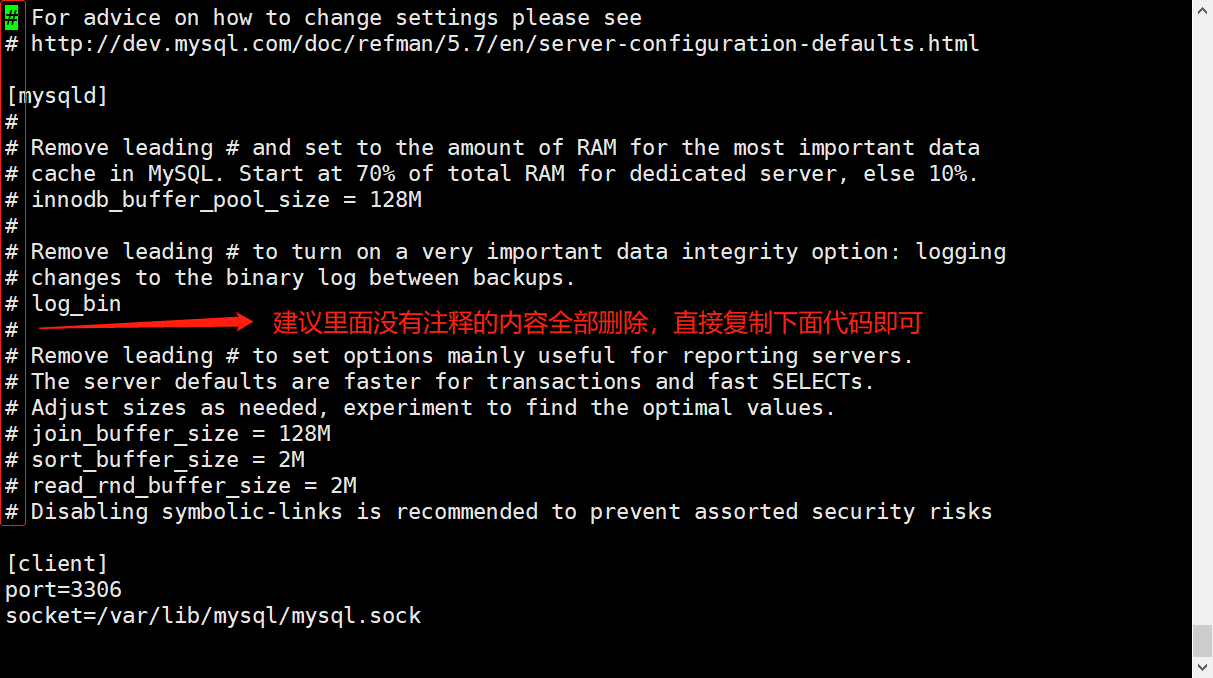 # For advice on how to change settings please see
# http://dev.mysql.com/doc/refman/5.7/en/server-configuration-defaults.html
[mysqld]
#
# Remove leading # and set to the amount of RAM for the most important data
# cache in MySQL. Start at 70% of total RAM for dedicated server, else 10%.
# innodb_buffer_pool_size = 128M
#
# Remove leading # to turn on a very important data integrity option: logging
# changes to the binary log between backups.
# log_bin
#
建议里面没有注释的内容全部删除，直接复制下面代码即可
# Remove leading # to set options mainly useful for reporting servers.
# The server defaults are faster for transactions and fast SELECTs.
# Adjust sizes as needed, experiment to find the optimal values.
# join_buffer_size = 128M
# sort_buffer_size = 2M
# read_rnd_buffer_size = 2M
# Disabling symbolic-links is recommended to prevent assorted security risks
[client]
port=3306
socket=/var/lib/mysql/mysql.sock